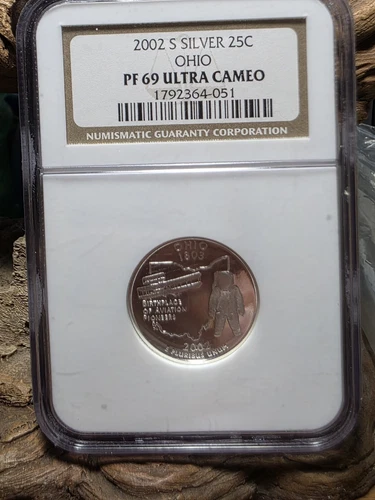 2002 S SILVER 25C
OHIO
PF 69 ULTRA CAMEO
1792364-051
NUMISMATIC GUARANTY CORPORATION
OHIO
1803
BIRTHPLACE
OF AVIATION
PIONEERS
2002
E PLURIBUS UNUM